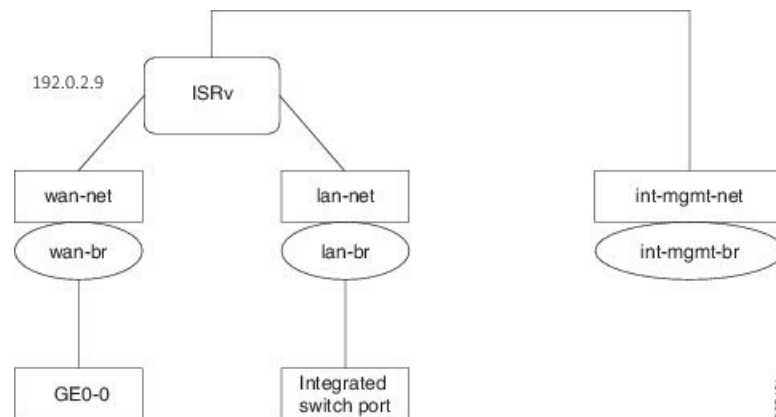 192.0.2.9
ISRv
wan-net
lan-net
int-mgmt-net
wan-br
lan-br
int-mgmt-br
GE0-0
Integrated
switch port